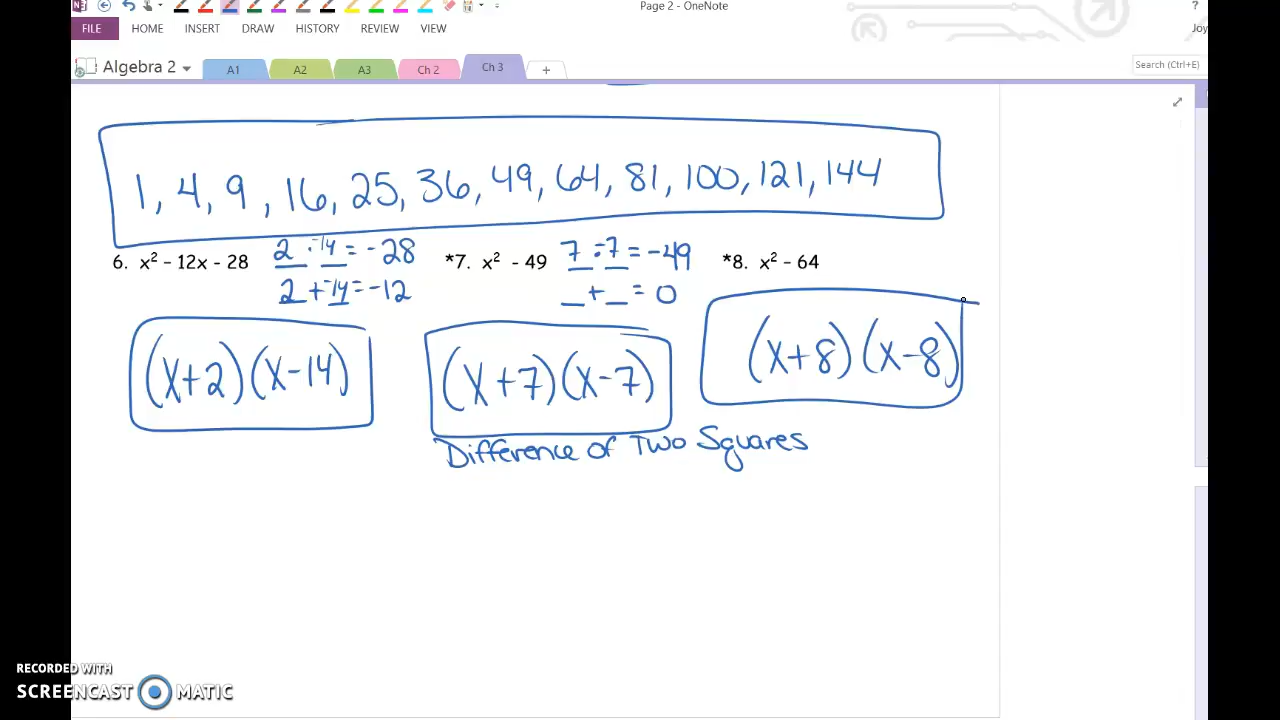 Page 2 - OneNote
?
FILE HOME INSERT DRAW HISTORY REVIEW VIEW
Joy
Algebra 2 A1 A2 A3 Ch 2 Ch 3 +
Search (Ctrl+E)
1, 4, 9, 16, 25, 36, 49, 64, 81, 100, 121, 144
6. x² - 12x - 28
2 · -14 = -28
2 + -14 = -12
(x+2)(x-14)
*7. x² - 49
7 · -7 = -49
_ + _ = 0
(x+7)(x-7)
Difference of Two Squares
*8. x² - 64
(x+8)(x-8)
RECORDED WITH
SCREENCAST MATIC